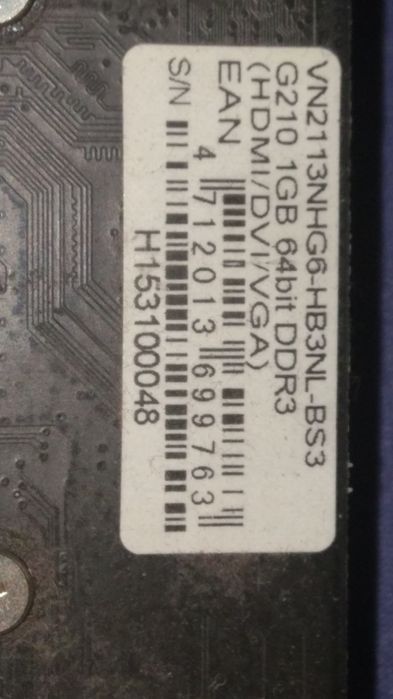 VN2113NHG6-HB3NL-BS3
G210 1GB 64bit DDR3
(HDMI/DVI/VGA)
EAN
4 712013 699763
S/N
H153100048